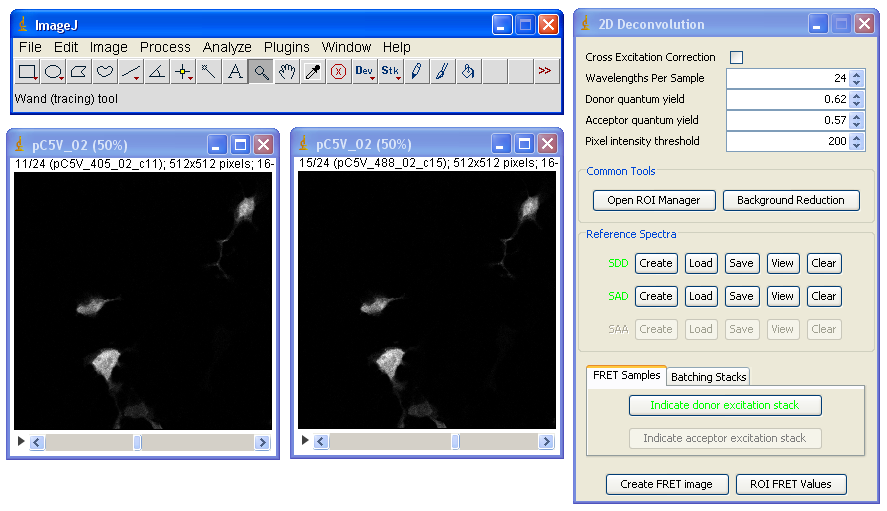 ImageJ
File Edit Image Process Analyze Plugins Window Help
A Dev Stk >>
Wand (tracing) tool
pC5V_02 (50%)
11/24 (pC5V_405_02_c11); 512x512 pixels; 16-
pC5V_02 (50%)
15/24 (pC5V_488_02_c15); 512x512 pixels; 16-
2D Deconvolution
Cross Excitation Correction
Wavelengths Per Sample 24
Donor quantum yield 0.62
Acceptor quantum yield 0.57
Pixel intensity threshold 200
Common Tools
Open ROI Manager Background Reduction
Reference Spectra
SDD Create Load Save View Clear
SAD Create Load Save View Clear
SAA Create Load Save View Clear
FRET Samples Batching Stacks
Indicate donor excitation stack
Indicate acceptor excitation stack
Create FRET image ROI FRET Values